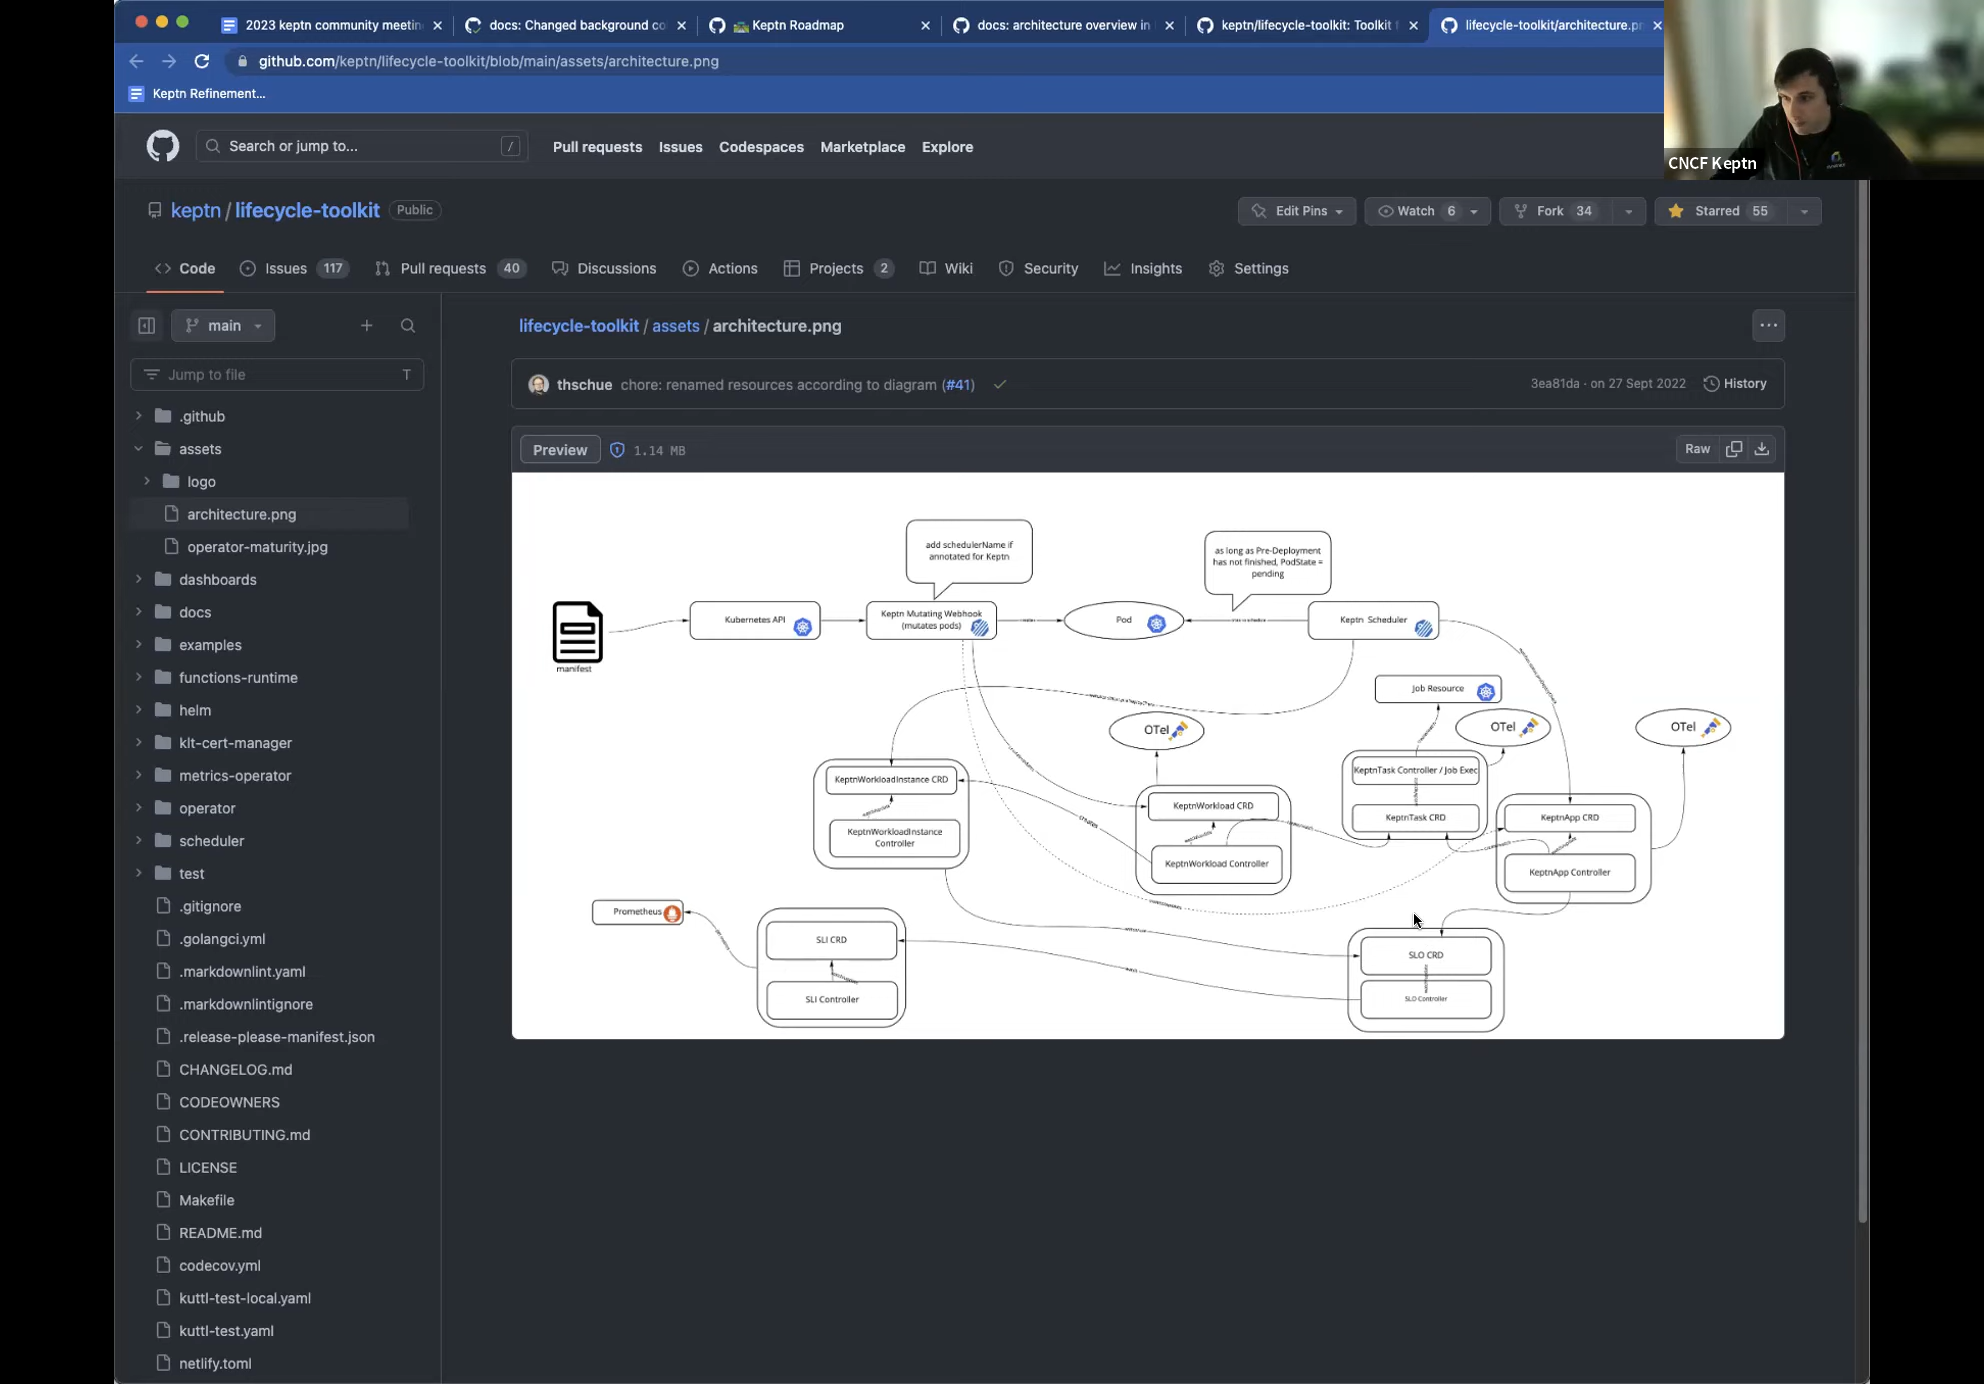 2023 keptn community meetin
docs: Changed background co
Keptn Roadmap
docs: architecture overview in
keptn/lifecycle-toolkit: Toolkit f
lifecycle-toolkit/architecture.pn
github.com/keptn/lifecycle-toolkit/blob/main/assets/architecture.png
Keptn Refinement...
CNCF Keptn
Search or jump to...
/
Pull requests
Issues
Codespaces
Marketplace
Explore
keptn / lifecycle-toolkit
Public
Edit Pins
Watch 6
Fork 34
Starred 55
Code
Issues 117
Pull requests 40
Discussions
Actions
Projects 2
Wiki
Security
Insights
Settings
main
Jump to file
T
.github
assets
logo
architecture.png
operator-maturity.jpg
dashboards
docs
examples
functions-runtime
helm
klt-cert-manager
metrics-operator
operator
scheduler
test
.gitignore
.golangci.yml
.markdownlint.yaml
.markdownlintignore
.release-please-manifest.json
CHANGELOG.md
CODEOWNERS
CONTRIBUTING.md
LICENSE
Makefile
README.md
codecov.yml
kuttl-test-local.yaml
kuttl-test.yaml
netlify.toml
lifecycle-toolkit / assets / architecture.png
thschue chore: renamed resources according to diagram (#41)
3ea81da · on 27 Sept 2022
History
Preview
1.14 MB
Raw
add schedulerName if
annotated for Keptn
as long as Pre-Deployment
has not finished, PodState =
pending
manifest
Kubernetes API
Keptn Mutating Webhook
(mutates pods)
Pod
Keptn Scheduler
Job Resource
OTel
OTel
OTel
KeptnTask Controller / Job Exec
KeptnTask CRD
KeptnWorkloadInstance CRD
KeptnWorkloadInstance
Controller
creates
KeptnWorkload CRD
KeptnWorkload Controller
KeptnApp CRD
KeptnApp Controller
Prometheus
SLI CRD
SLI Controller
SLO CRD
SLO Controller